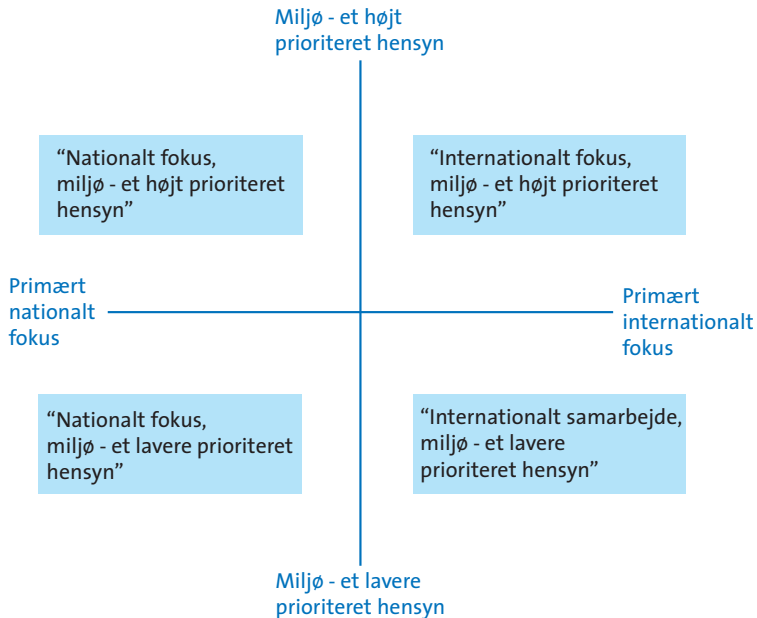 Miljø - et højt
prioriteret hensyn
“Nationalt fokus,
miljø - et højt prioriteret
hensyn”
“Internationalt fokus,
miljø - et højt prioriteret
hensyn”
Primært
nationalt
fokus
Primært
internationalt
fokus
“Nationalt fokus,
miljø - et lavere prioriteret
hensyn”
“Internationalt samarbejde,
miljø - et lavere
prioriteret hensyn”
Miljø - et lavere
prioriteret hensyn